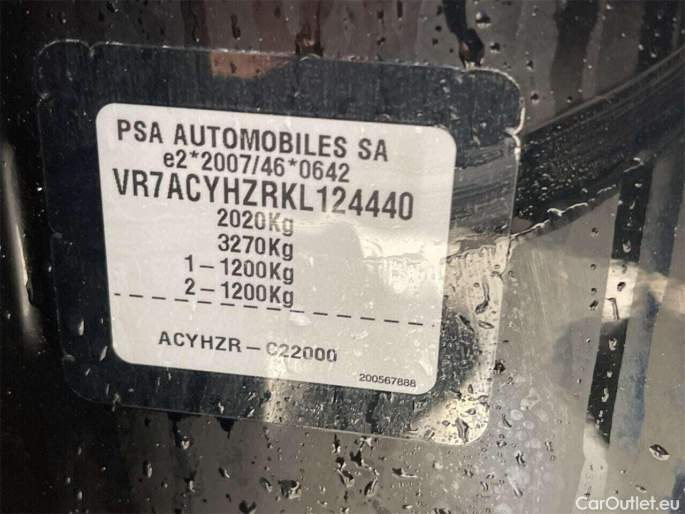 PSA AUTOMOBILES SA
e2*2007/46*0642
VR7ACYHZRKL124440
2020Kg
3270Kg
1-1200Kg
2-1200Kg
ACYHZR-C22000
200567888
CarOutlet.eu